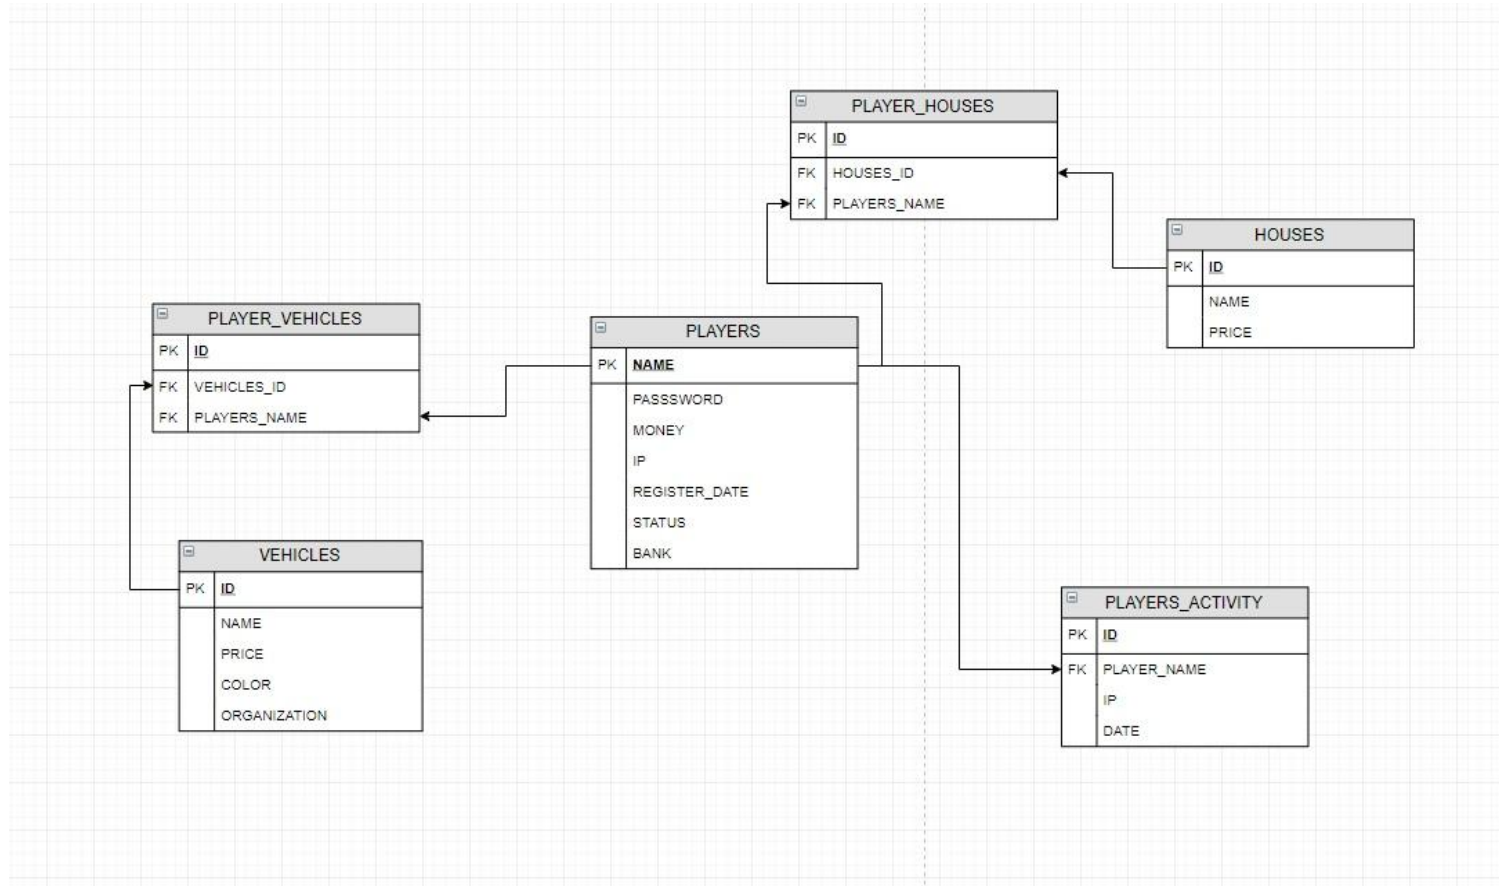 PLAYER_HOUSES
PK ID
FK HOUSES_ID
FK PLAYERS_NAME
HOUSES
PK ID
NAME
PRICE
PLAYER_VEHICLES
PK ID
FK VEHICLES_ID
FK PLAYERS_NAME
PLAYERS
PK NAME
PASSSWORD
MONEY
IP
REGISTER_DATE
STATUS
BANK
VEHICLES
PK ID
NAME
PRICE
COLOR
ORGANIZATION
PLAYERS_ACTIVITY
PK ID
FK PLAYER_NAME
IP
DATE